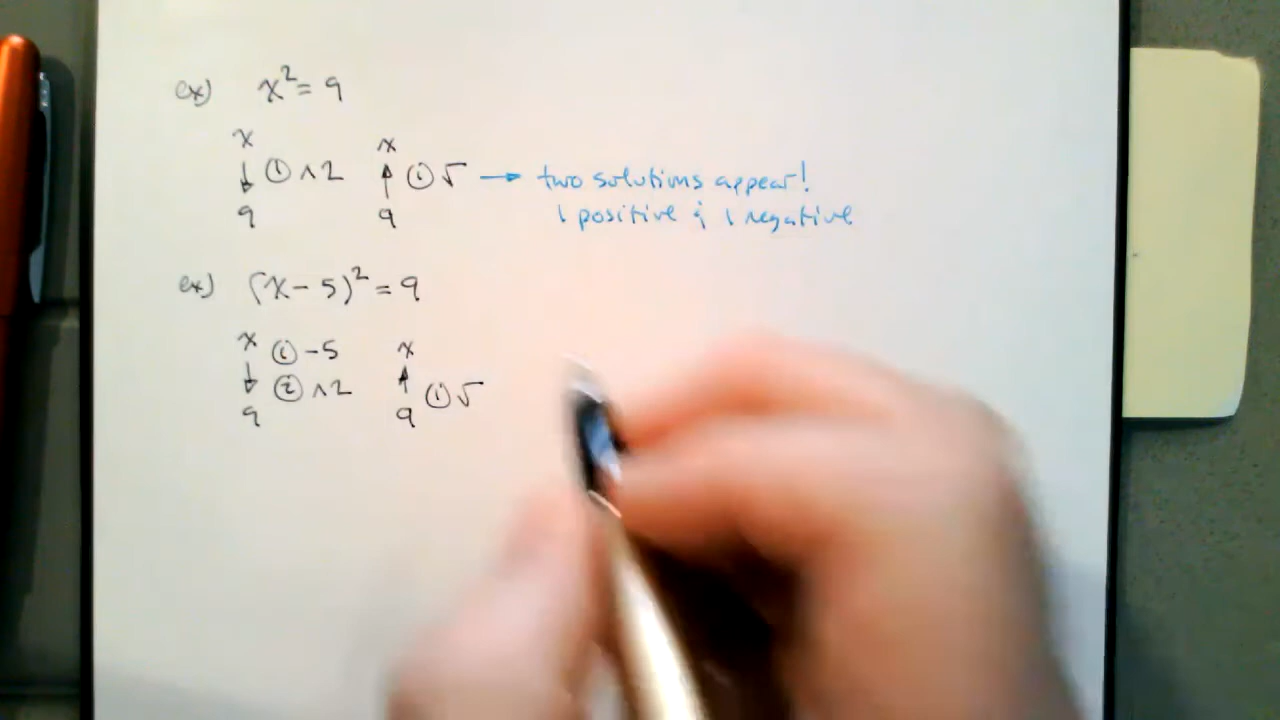 ex) x² = 9
x x
↓ ① ^2 ↑ ① √ → two solutions appear!
9 9 1 positive & 1 negative
ex) (x - 5)² = 9
x ① -5 x
↓ ② ^2 ↑ ① √
9 9